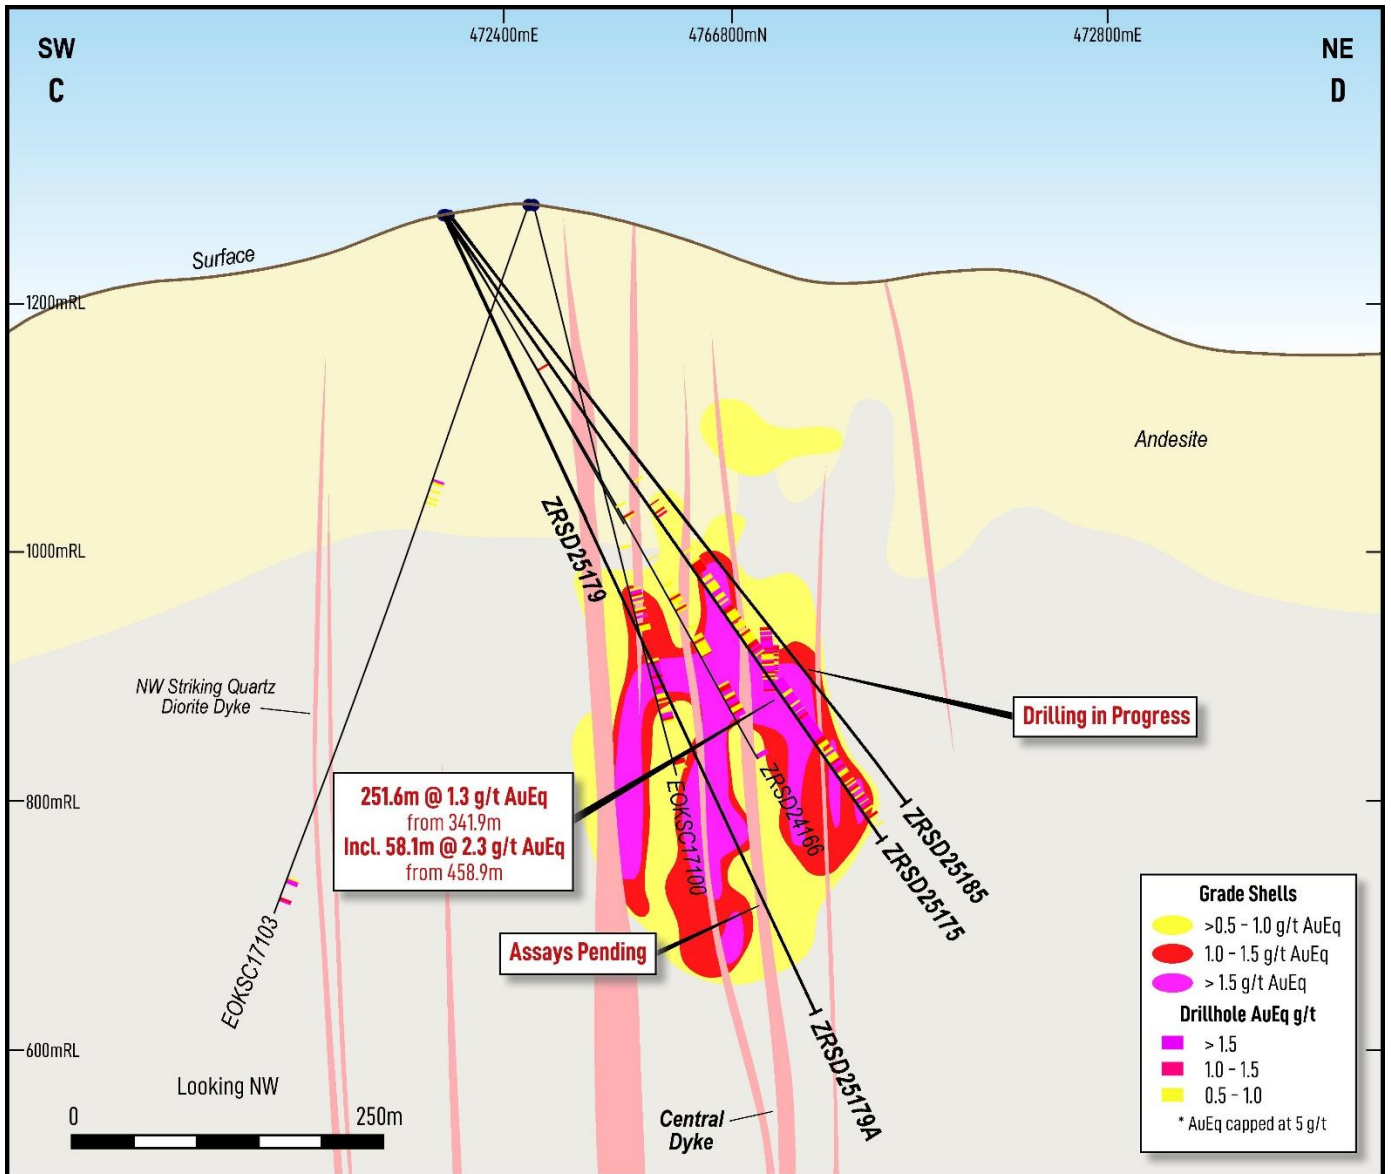 SW
C
472400mE
4766800mN
472800mE
NE
D
Surface
1200mRL
Andesite
ZRSD25179
1000mRL
NW Striking Quartz
Diorite Dyke
Drilling in Progress
251.6m @ 1.3 g/t AuEq
from 341.9m
Incl. 58.1m @ 2.3 g/t AuEq
from 458.9m
800mRL
EOKSC17100
ZRSD24166
ZRSD25185
ZRSD25175
EOKSC17103
Assays Pending
600mRL
ZRSD25179A
Looking NW
0 250m
Central
Dyke
Grade Shells
>0.5 - 1.0 g/t AuEq
1.0 - 1.5 g/t AuEq
> 1.5 g/t AuEq
Drillhole AuEq g/t
> 1.5
1.0 - 1.5
0.5 - 1.0
* AuEq capped at 5 g/t